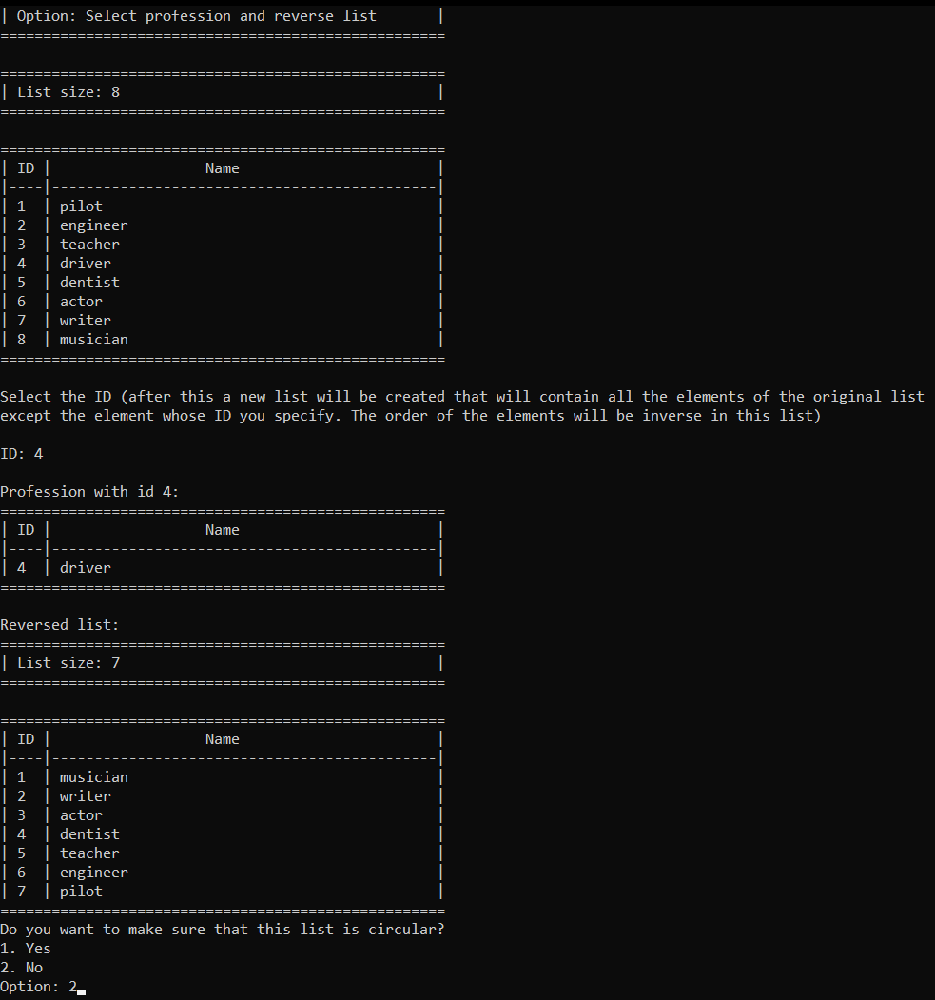 | Option: Select profession and reverse list       |
====================================================
====================================================
| List size: 8                                     |
====================================================
====================================================
| ID |                  Name                       |
|----|---------------------------------------------|
| 1  | pilot                                       |
| 2  | engineer                                    |
| 3  | teacher                                     |
| 4  | driver                                      |
| 5  | dentist                                     |
| 6  | actor                                       |
| 7  | writer                                      |
| 8  | musician                                    |
====================================================
Select the ID (after this a new list will be created that will contain all the elements of the original list
except the element whose ID you specify. The order of the elements will be inverse in this list)
ID: 4
Profession with id 4:
====================================================
| ID |                  Name                       |
|----|---------------------------------------------|
| 4  | driver                                      |
====================================================
Reversed list:
====================================================
| List size: 7                                     |
====================================================
====================================================
| ID |                  Name                       |
|----|---------------------------------------------|
| 1  | musician                                    |
| 2  | writer                                      |
| 3  | actor                                       |
| 4  | dentist                                     |
| 5  | teacher                                     |
| 6  | engineer                                    |
| 7  | pilot                                       |
====================================================
Do you want to make sure that this list is circular?
1. Yes
2. No
Option: 2